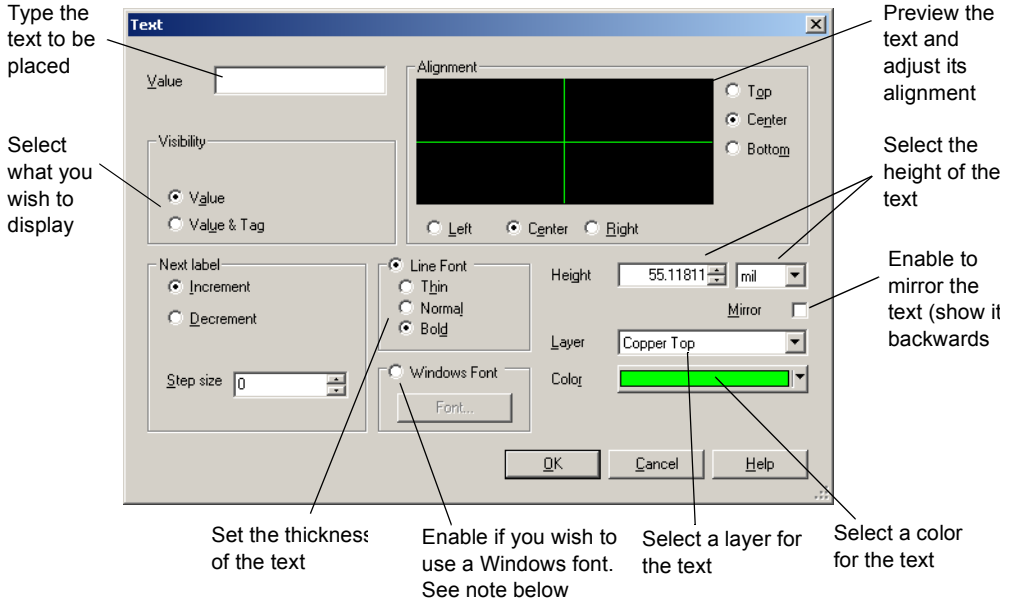 Type the
text to be
placed
Preview the
text and
adjust its
alignment
Text
Value
Alignment
Top
Center
Bottom
Select
what you
wish to
display
Visibility
Value
Value & Tag
Left Center Right
Select the
height of the
text
Next label
Increment
Decrement
Step size 0
Line Font
Thin
Normal
Bold
Windows Font
Font...
Height 55.11811 mil
Mirror
Layer Copper Top
Color
Enable to
mirror the
text (show it
backwards
OK Cancel Help
Set the thickness
of the text
Enable if you wish to
use a Windows font.
See note below
Select a layer for
the text
Select a color
for the text